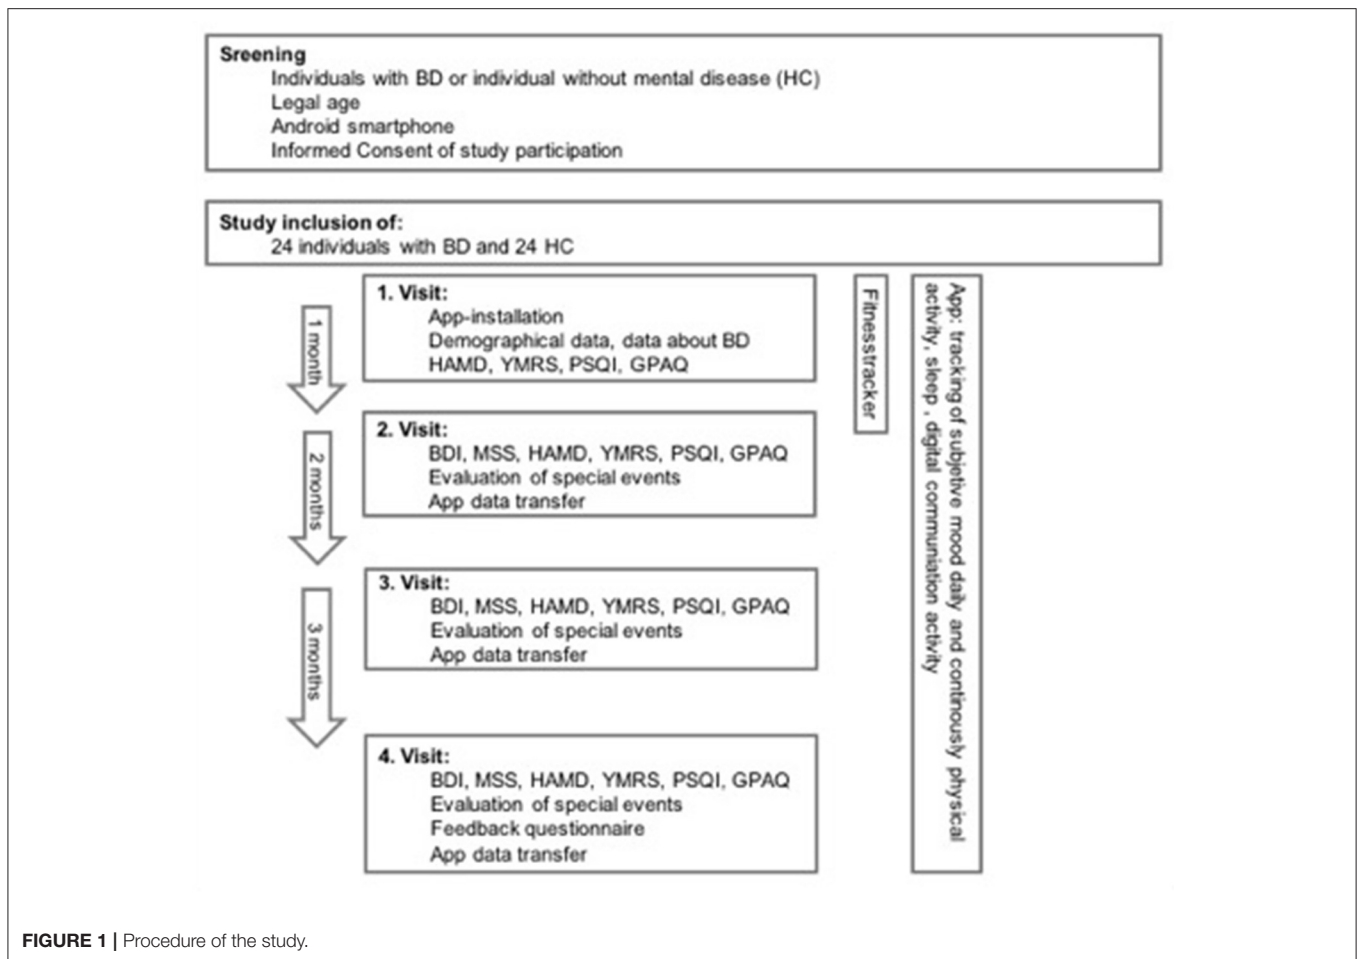 Sreening
Individuals with BD or individual without mental disease (HC)
Legal age
Android smartphone
Informed Consent of study participation
Study inclusion of:
24 individuals with BD and 24 HC
1. Visit:
App-installation
Demographical data, data about BD
HAMD, YMRS, PSQI, GPAQ
1 month
2. Visit:
BDI, MSS, HAMD, YMRS, PSQI, GPAQ
Evaluation of special events
App data transfer
2 months
3. Visit:
BDI, MSS, HAMD, YMRS, PSQI, GPAQ
Evaluation of special events
App data transfer
3 months
4. Visit:
BDI, MSS, HAMD, YMRS, PSQI, GPAQ
Evaluation of special events
Feedback questionnaire
App data transfer
Fitnesstracker
App: tracking of subjetive mood daily and continously physical
activity, sleep , digital communiation activity
FIGURE 1 | Procedure of the study.